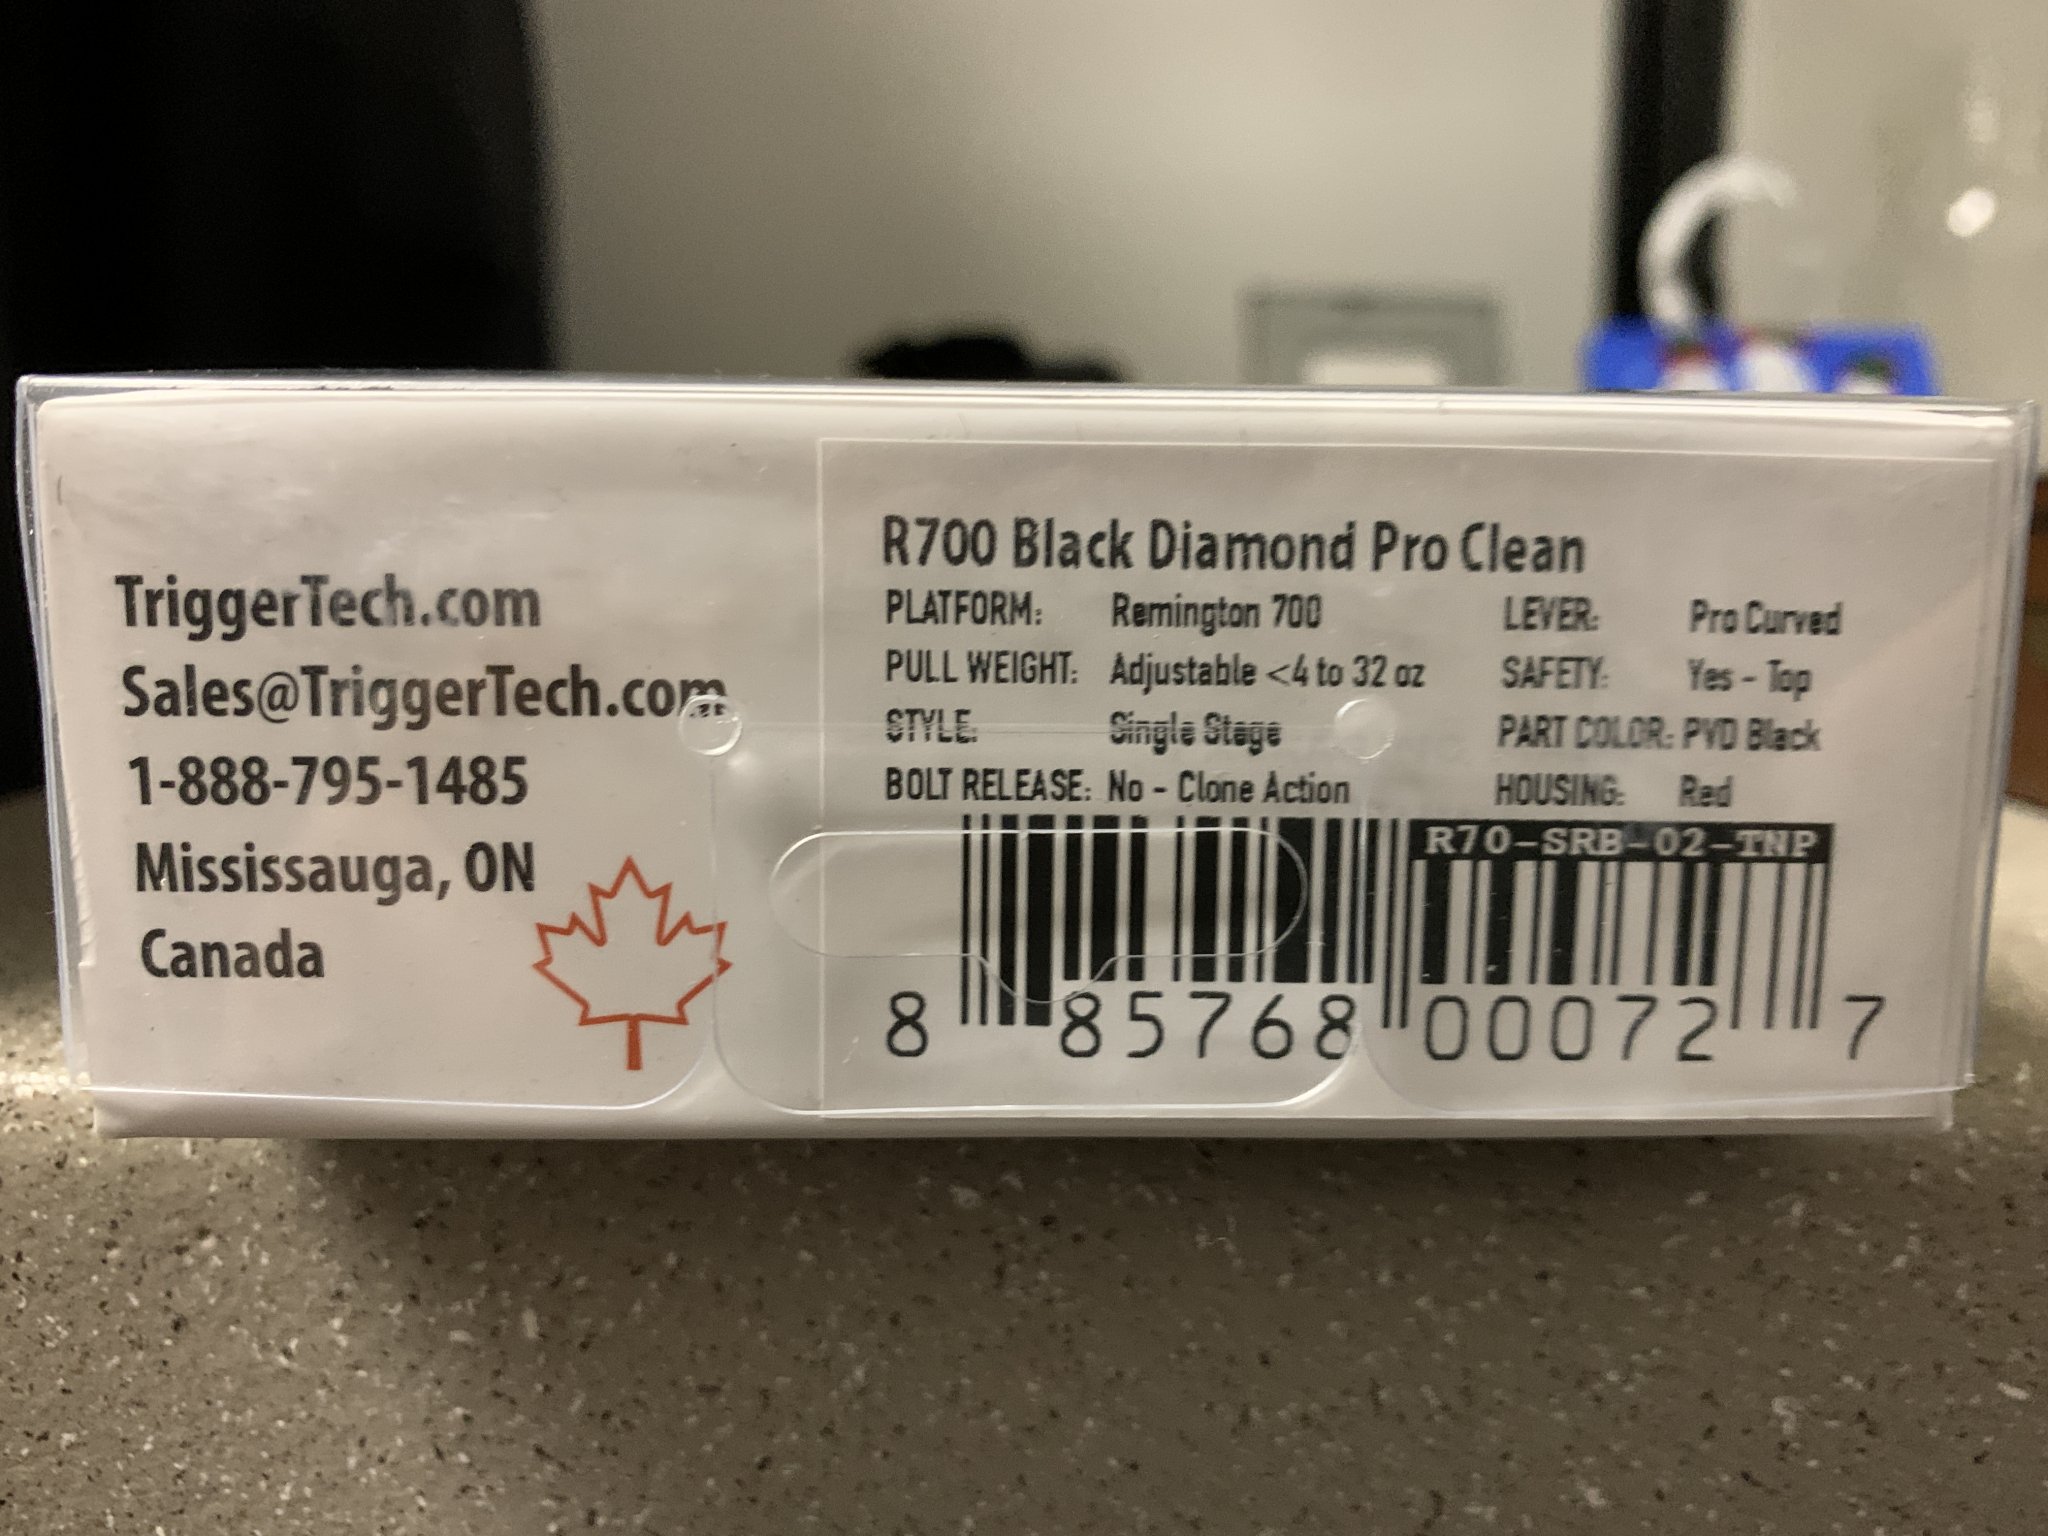 TriggerTech.com
Sales@TriggerTech.com
1-888-795-1485
Mississauga, ON
Canada
R700 Black Diamond Pro Clean
PLATFORM: Remington 700 LEVER: Pro Curved
PULL WEIGHT: Adjustable <4 to 32 oz SAFETY: Yes - Top
STYLE: Single Stage PART COLOR: PVD Black
BOLT RELEASE: No - Clone Action HOUSING: Red
R70-SRB-02-TNP
8 85768 00072 7